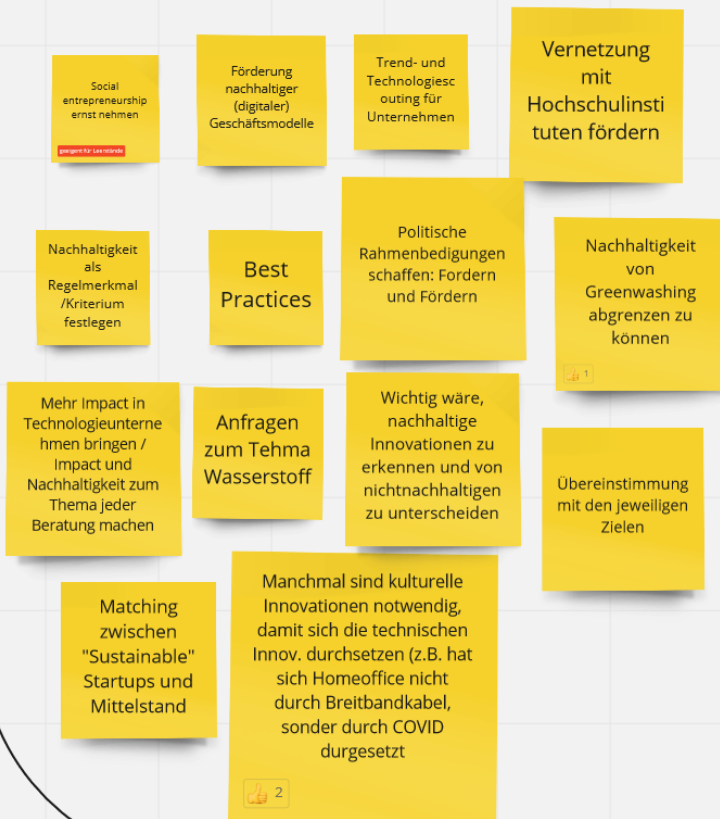 Social
entrepreneurship
ernst nehmen
geeignet für Leerstände
Förderung
nachhaltiger
(digitaler)
Geschäftsmodelle
Trend- und
Technologiesc
outing für
Unternehmen
Vernetzung
mit
Hochschulinsti
tuten fördern
Nachhaltigkeit
als
Regelmerkmal
/Kriterium
festlegen
Best
Practices
Politische
Rahmenbedigungen
schaffen: Fordern
und Fördern
Nachhaltigkeit
von
Greenwashing
abgrenzen zu
können
1
Mehr Impact in
Technologieunterne
hmen bringen /
Impact und
Nachhaltigkeit zum
Thema jeder
Beratung machen
Anfragen
zum Tehma
Wasserstoff
Wichtig wäre,
nachhaltige
Innovationen zu
erkennen und von
nichtnachhaltigen
zu unterscheiden
Übereinstimmung
mit den jeweiligen
Zielen
Matching
zwischen
"Sustainable"
Startups und
Mittelstand
Manchmal sind kulturelle
Innovationen notwendig,
damit sich die technischen
Innov. durchsetzen (z.B. hat
sich Homeoffice nicht
durch Breitbandkabel,
sonder durch COVID
durgesetzt
2